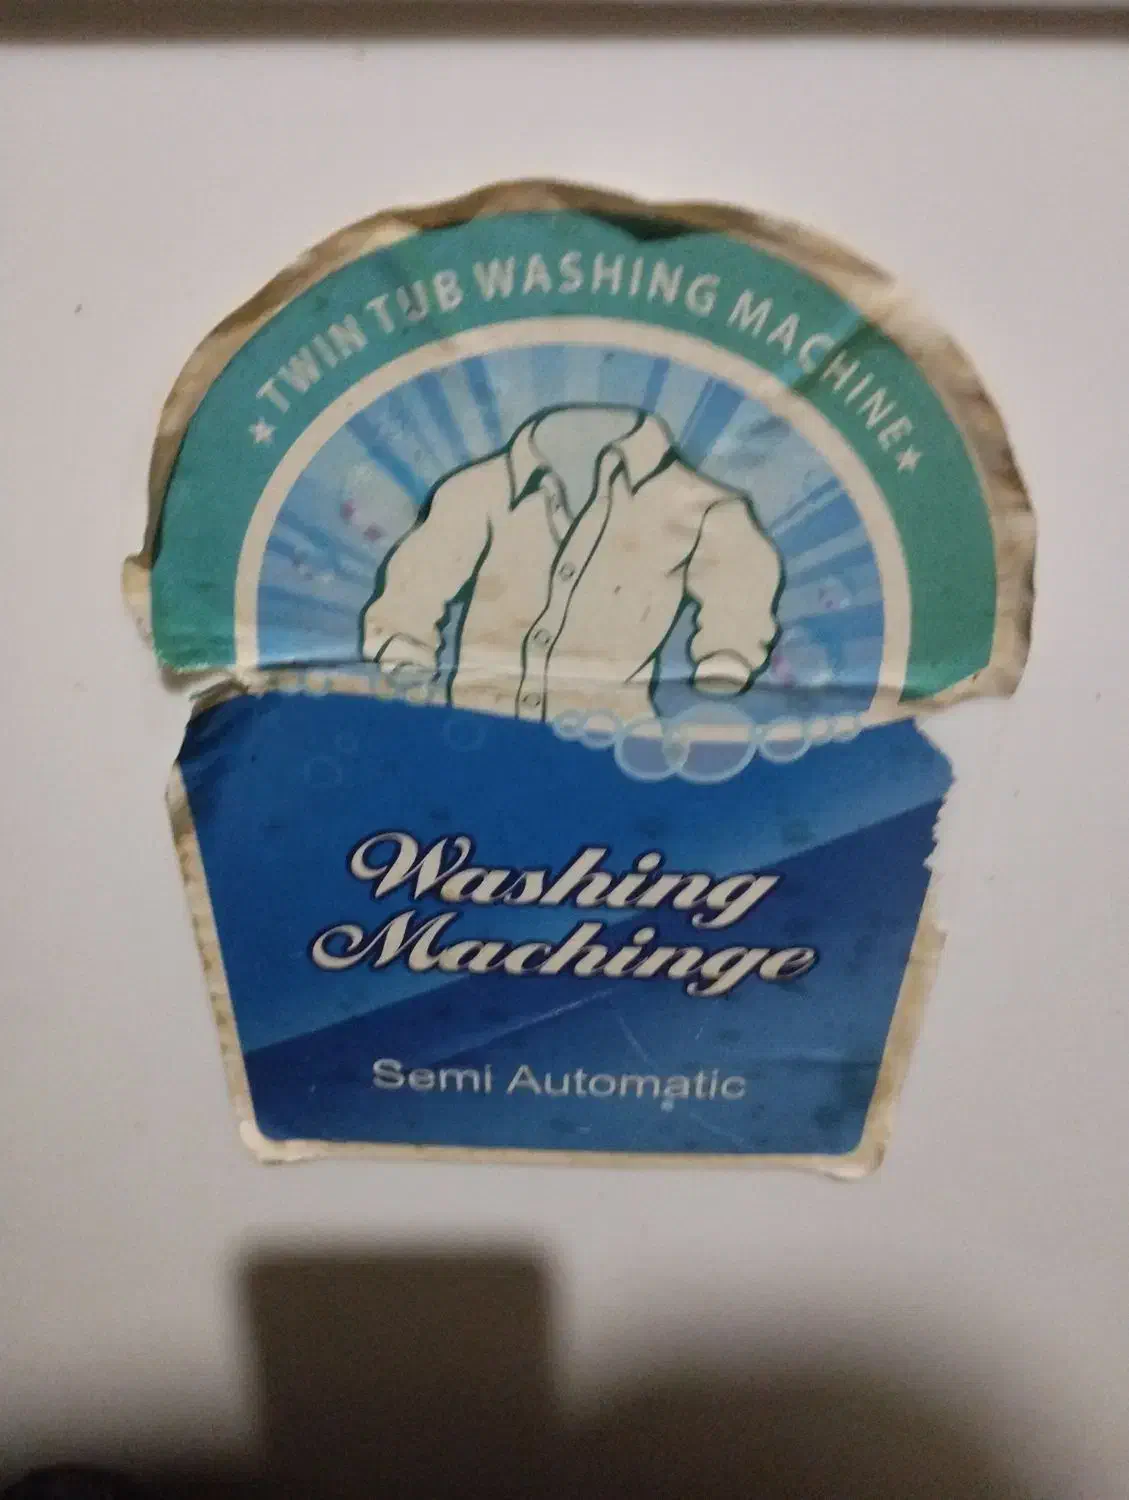 ★TWIN TUB WASHING MACHINE★
Washing
Machinge
Semi Automatic